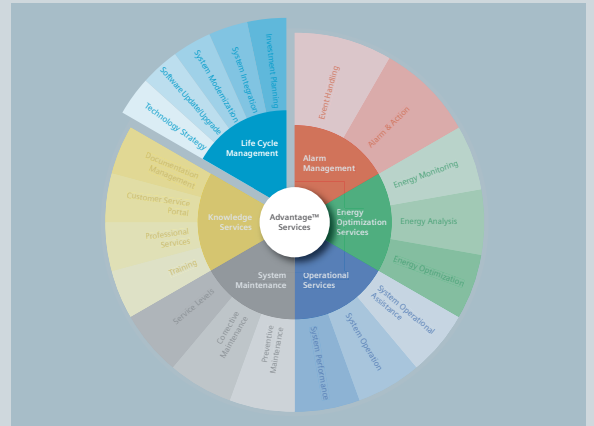 Advantage™
Services
Life Cycle
Management
Technology Strategy
Software Update/Upgrade
System Modernization
System Integration
Investment Planning
Alarm
Management
Event Handling
Alarm & Action
Energy
Optimization
Services
Energy Monitoring
Energy Analysis
Energy Optimization
Operational
Services
System Operational
Assistance
System Operation
System Performance
System
Maintenance
Preventive
Maintenance
Corrective
Maintenance
Service Levels
Knowledge
Services
Training
Professional
Services
Customer Service
Portal
Documentation
Management